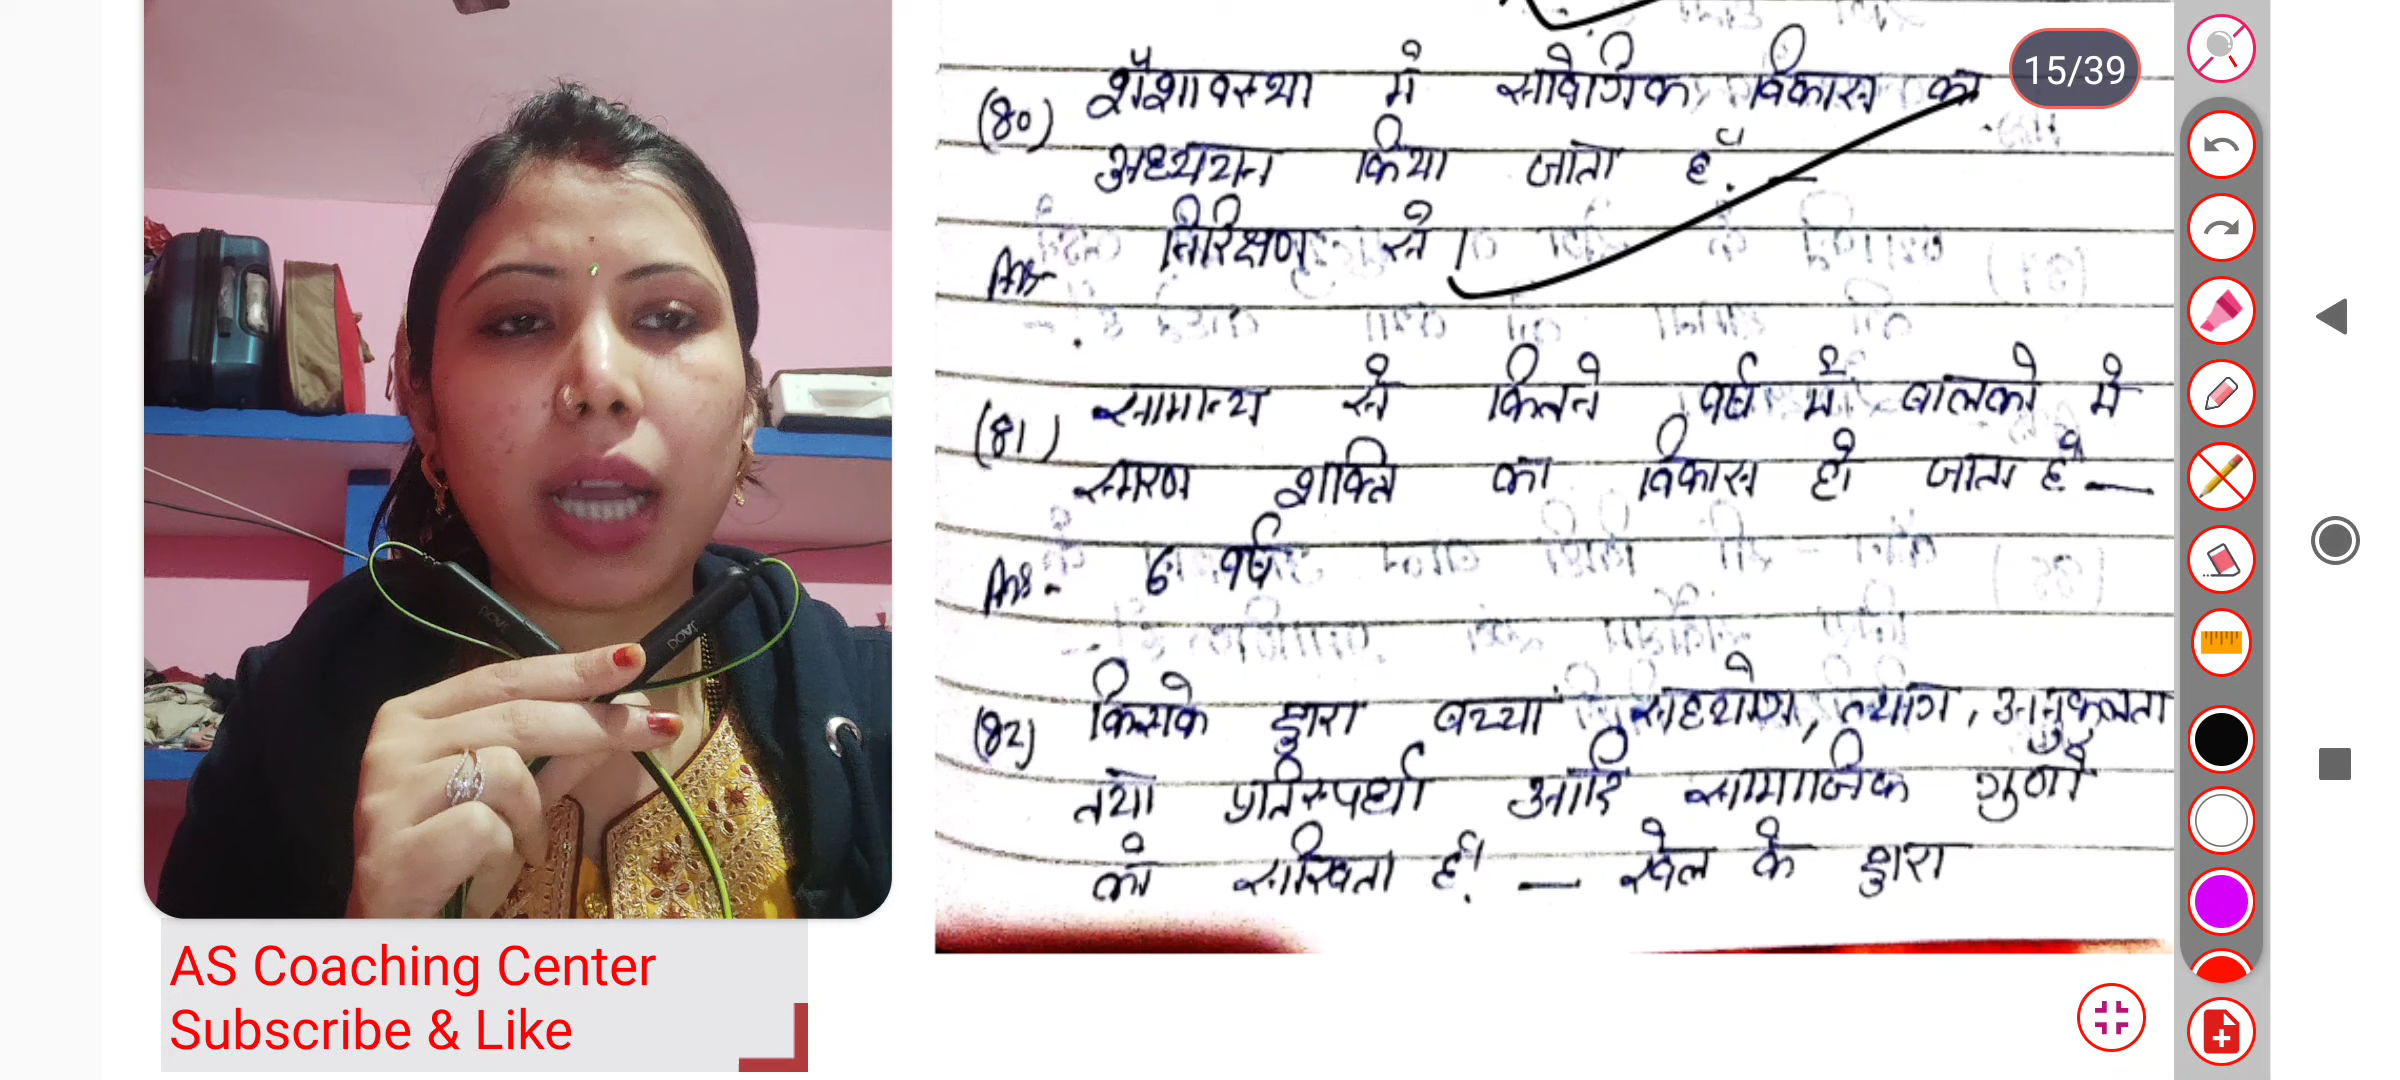 15/39
(80) शैशावस्था में सांवेगिक विकास का
अध्ययन किया जाता है. —
Ans- निरिक्षण से।
(81) सामान्य से कितने वर्ष में बालको मे
स्मरण शक्ति का विकास हो जाता है —
Ans- 6 वर्ष
(82) किसके द्वारा बच्चा सहयोग, त्याग, अनुकूलता
तथा प्रतिस्पर्धा आदि सामाजिक गुणों
को सीखता है! — खेल के द्वारा
AS Coaching Center
Subscribe & Like